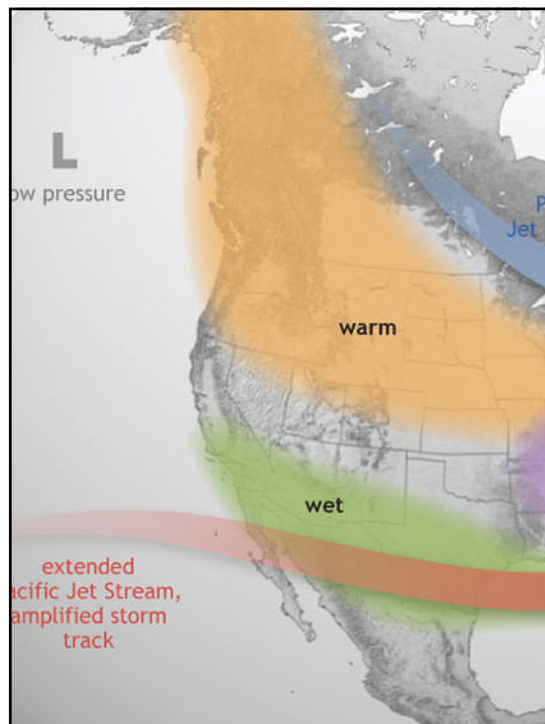 L
ow pressure
P
Jet
warm
wet
extended
acific Jet Stream,
amplified storm
track